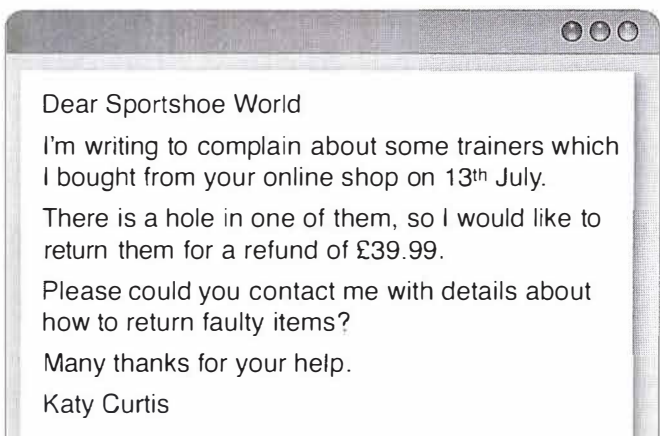 Dear Sportshoe World
I'm writing to complain about some trainers which
I bought from your online shop on 13th July.
There is a hole in one of them, so I would like to
return them for a refund of £39.99.
Please could you contact me with details about
how to return faulty items?
Many thanks for your help.
Katy Curtis